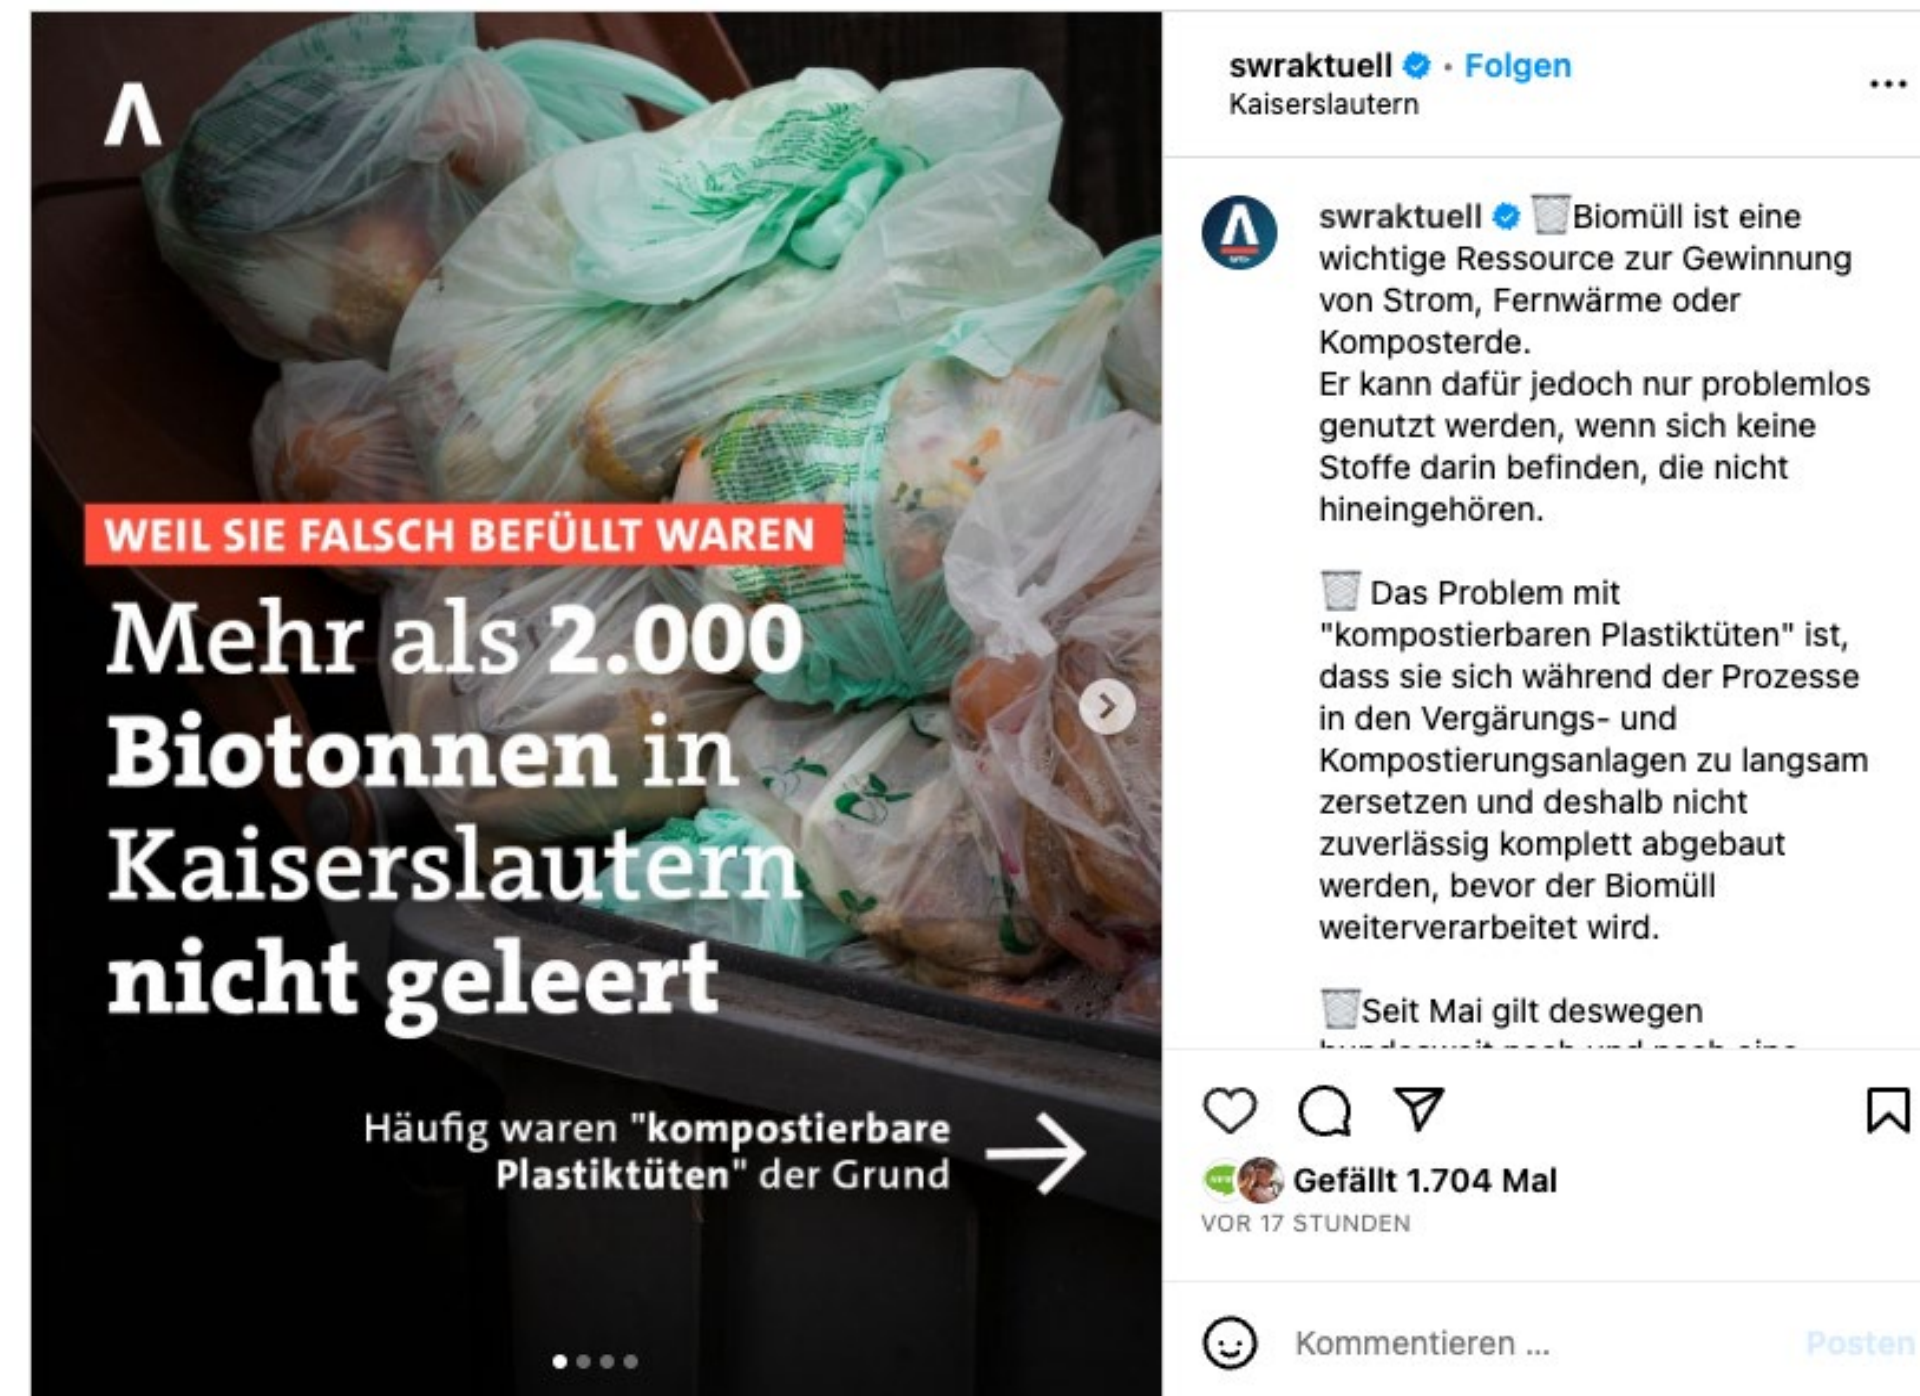 WEIL SIE FALSCH BEFÜLLT WAREN
Mehr als 2.000
Biotonnen in
Kaiserslautern
nicht geleert
Häufig waren "kompostierbare
Plastiktüten" der Grund
swraktuell • Folgen
Kaiserslautern
swraktuell Biomüll ist eine
wichtige Ressource zur Gewinnung
von Strom, Fernwärme oder
Komposterde.
Er kann dafür jedoch nur problemlos
genutzt werden, wenn sich keine
Stoffe darin befinden, die nicht
hineingehören.
Das Problem mit
"kompostierbaren Plastiktüten" ist,
dass sie sich während der Prozesse
in den Vergärungs- und
Kompostierungsanlagen zu langsam
zersetzen und deshalb nicht
zuverlässig komplett abgebaut
werden, bevor der Biomüll
weiterverarbeitet wird.
Seit Mai gilt deswegen
bundesweit nach und nach eine
Gefällt 1.704 Mal
VOR 17 STUNDEN
Kommentieren ...
Posten